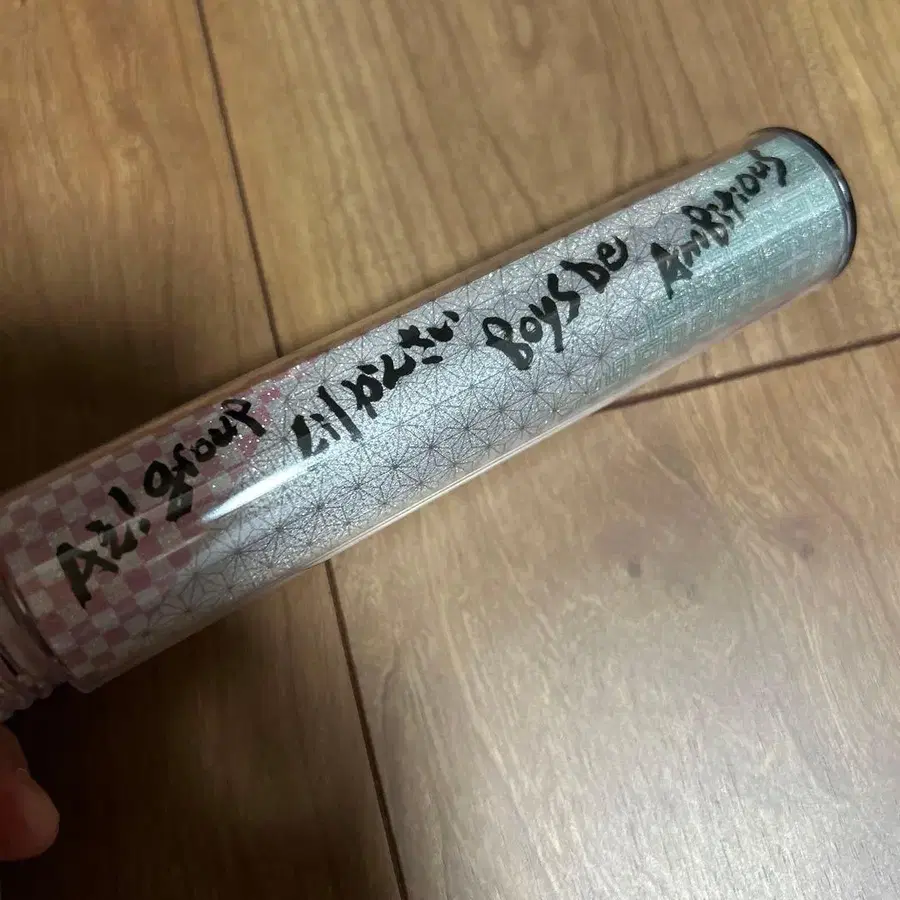 Aぇ! group
Lilかんさい
Boys be
AmBitious